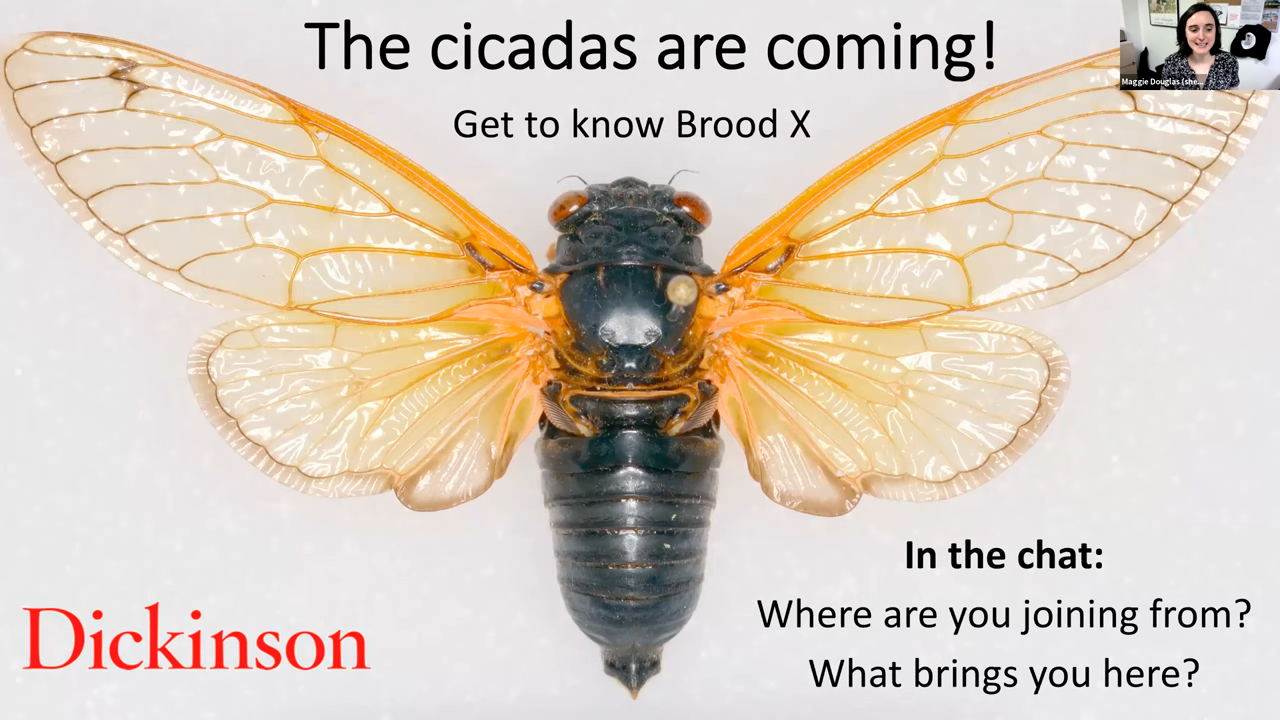 The cicadas are coming!
Get to know Brood X
Maggie Douglas (she...
In the chat:
Where are you joining from?
What brings you here?
Dickinson